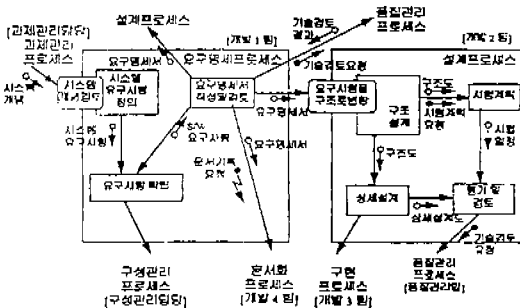 [과제관리담당]
과제관리
프로세스
시스템
개념
시스템
개념검토
시스템
요구사항
정의
설계프로세스
[개발 1 팀]
요구명세프로세스
요구명세서
요구명세서
작성및검토
기술검토
결과
기술검토요청
품질관리
프로세스
시스템
요구사항
S/W
요구사항
문서기록
요청
요구명세서
요구명세서
요구사항 확인
구성관리
프로세스
[구성관리담당]
문서화
프로세스
[개발 4 팀]
[개발 2 팀]
설계프로세스
요구사항을
구조로변환
구조
설계
구조도
시험계획
요청
시험계획
시험
일정
구조도
상세설계
상세설계도
평가 및
검토
기술검토
요청
구현
프로세스
[개발 3 팀]
품질관리
프로세스
[품질관리팀]